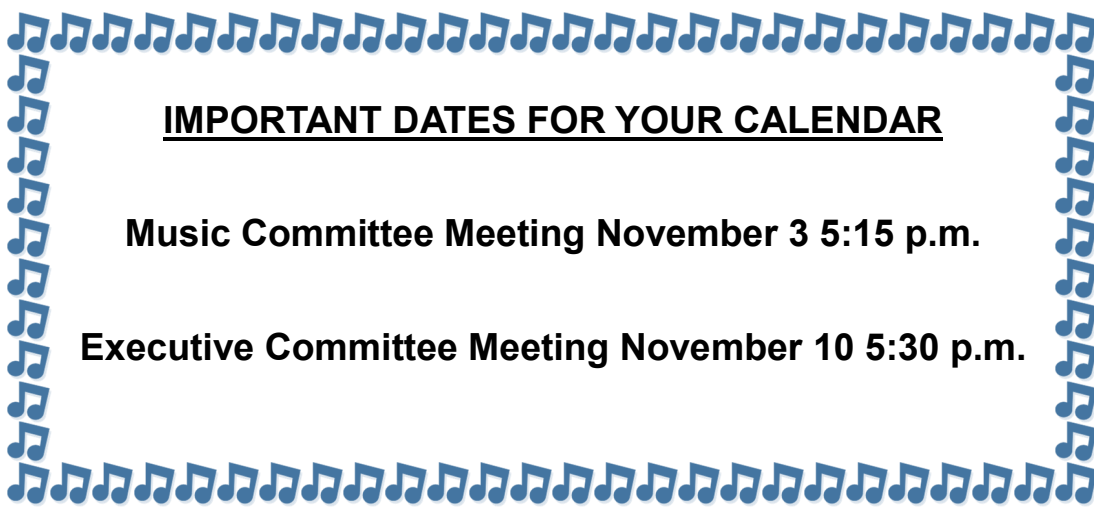 IMPORTANT DATES FOR YOUR CALENDAR
Music Committee Meeting November 3 5:15 p.m.
Executive Committee Meeting November 10 5:30 p.m.